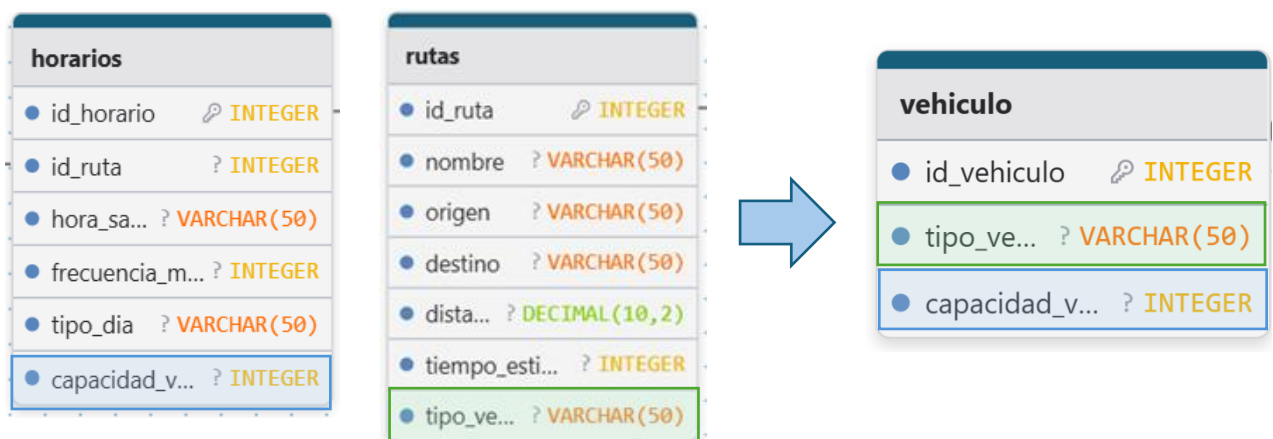 horarios
id_horario INTEGER
id_ruta ? INTEGER
hora_sa... ? VARCHAR(50)
frecuencia_m... ? INTEGER
tipo_dia ? VARCHAR(50)
capacidad_v... ? INTEGER
rutas
id_ruta INTEGER
nombre ? VARCHAR(50)
origen ? VARCHAR(50)
destino ? VARCHAR(50)
dista... ? DECIMAL(10,2)
tiempo_esti... ? INTEGER
tipo_ve... ? VARCHAR(50)
vehiculo
id_vehiculo INTEGER
tipo_ve... ? VARCHAR(50)
capacidad_v... ? INTEGER